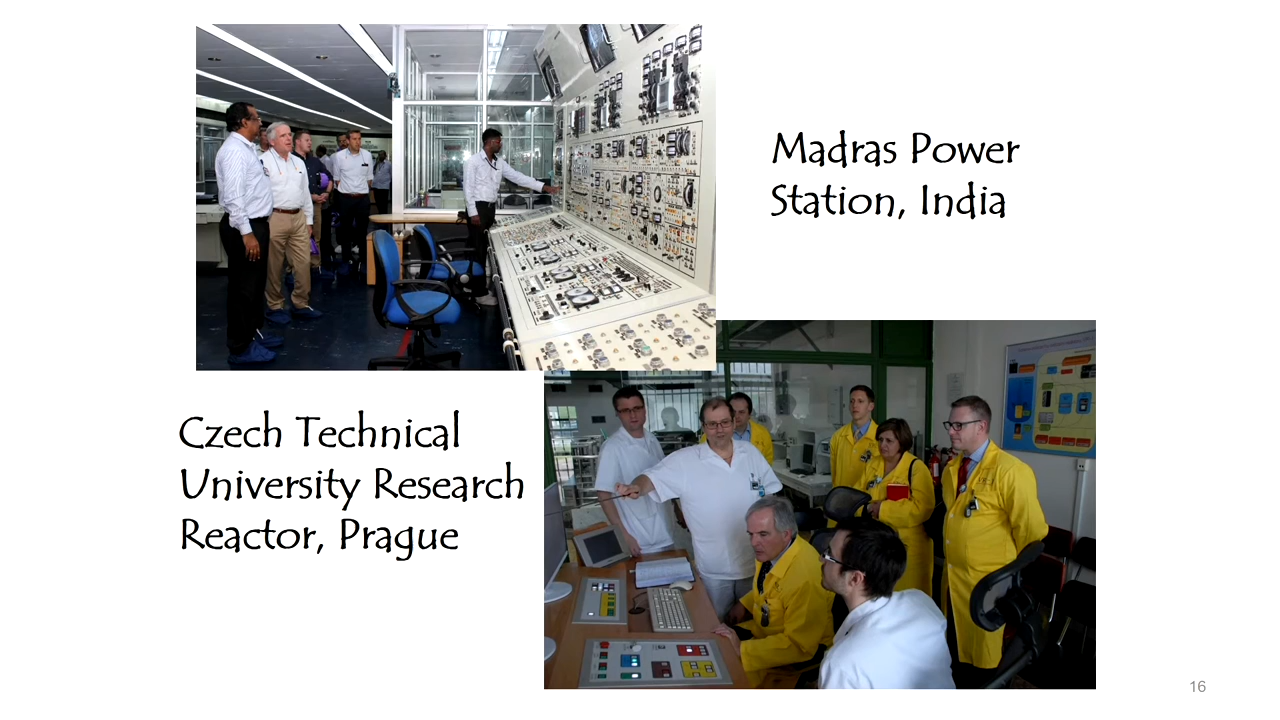 Madras Power
Station, India
Czech Technical
University Research
Reactor, Prague
16